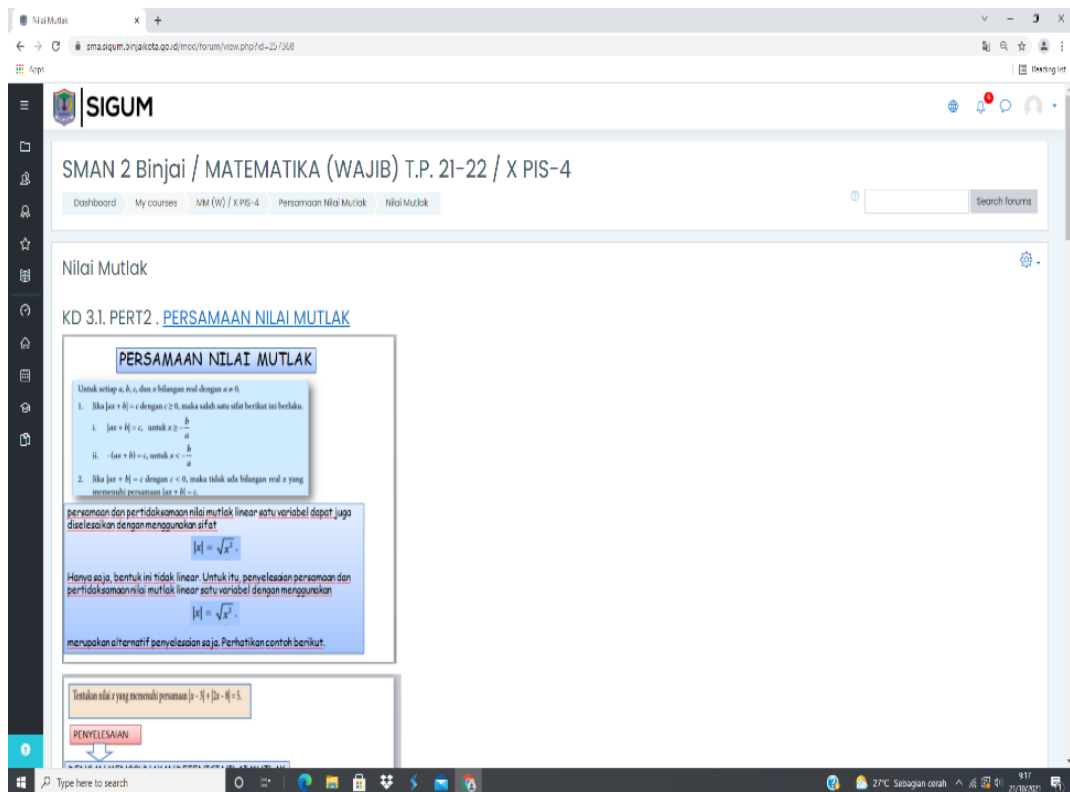 Nilai Mutlak
sma.sigum.binjaikota.go.id/mod/forum/view.php?id=257368
Apps
Reading list
SIGUM
SMAN 2 Binjai / MATEMATIKA (WAJIB) T.P. 21-22 / X PIS-4
Dashboard My courses MM (W) / X PIS-4 Persamaan Nilai Mutlak Nilai Mutlak
Search forums
Nilai Mutlak
KD 3.1. PERT2 . PERSAMAAN NILAI MUTLAK
PERSAMAAN NILAI MUTLAK
Untuk setiap a, b, c, dan x bilangan real dengan a ≠ 0.
1. Jika |ax + b| = c dengan c ≥ 0, maka salah satu sifat berikut ini berlaku.
i. |ax + b| = c, untuk x ≥ -b/a
ii. -(ax + b) = c, untuk x < -b/a
2. Jika |ax + b| = c dengan c < 0, maka tidak ada bilangan real x yang
memenuhi persamaan |ax + b| = c.
persamaan dan pertidaksamaan nilai mutlak linear satu variabel dapat juga
diselesaikan dengan menggunakan sifat
|x| = √x² .
Hanya saja, bentuk ini tidak linear. Untuk itu, penyelesaian persamaan dan
pertidaksamaan nilai mutlak linear satu variabel dengan menggunakan
|x| = √x² .
merupakan alternatif penyelesaian saja. Perhatikan contoh berikut.
Tentukan nilai x yang memenuhi persamaan |x – 3| + |2x – 8| = 5.
PENYELESAIAN
Type here to search
27°C Sebagian cerah
9:17
21/10/2021